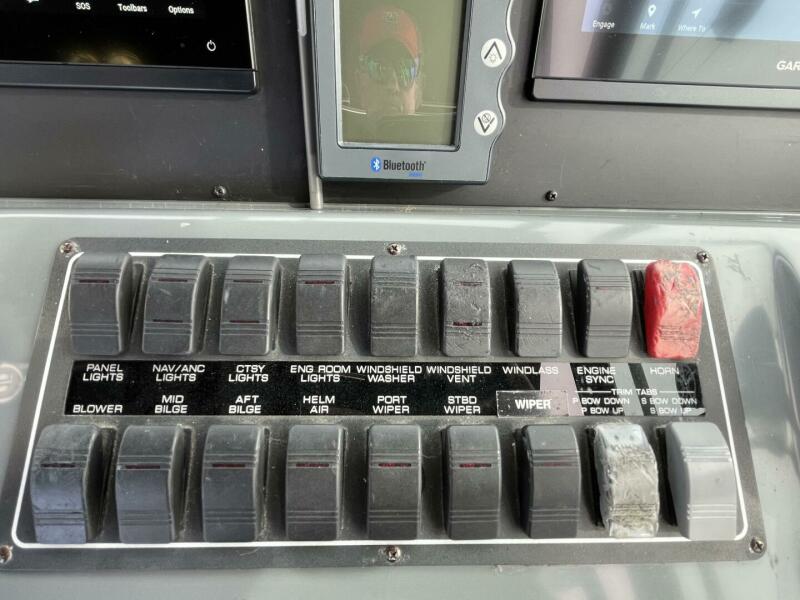 SOS Toolbars Options
Engage Mark Where To
GAR
Bluetooth
PANEL LIGHTS
NAV/ANC LIGHTS
CTSY LIGHTS
ENG ROOM LIGHTS
WINDSHIELD WASHER
WINDSHIELD VENT
WINDLASS
ENGINE SYNC
HORN
BLOWER
MID BILGE
AFT BILGE
HELM AIR
PORT WIPER
STBD WIPER
WIPER
TRIM TABS
P BOW DOWN S BOW DOWN
P BOW UP S BOW UP